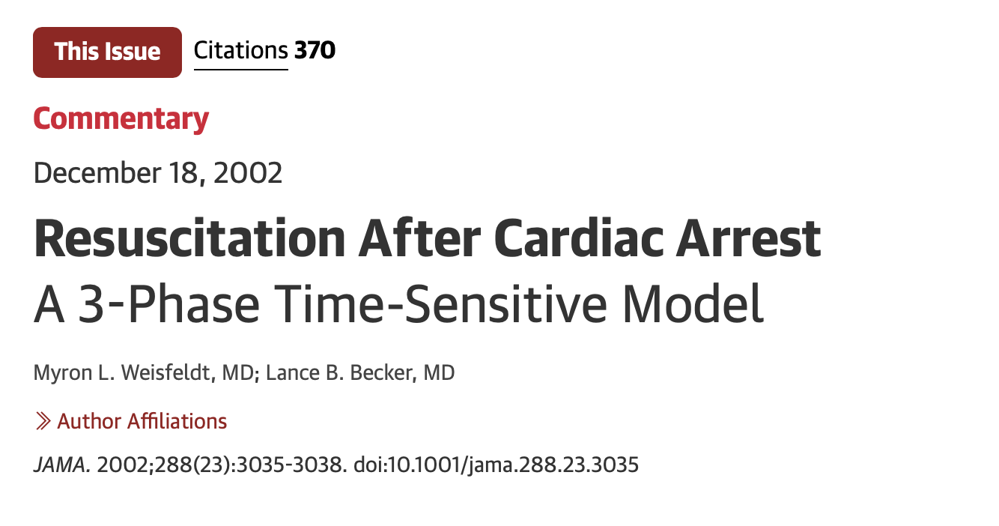 This Issue Citations 370
Commentary
December 18, 2002
Resuscitation After Cardiac Arrest
A 3-Phase Time-Sensitive Model
Myron L. Weisfeldt, MD; Lance B. Becker, MD
Author Affiliations
JAMA. 2002;288(23):3035-3038. doi:10.1001/jama.288.23.3035